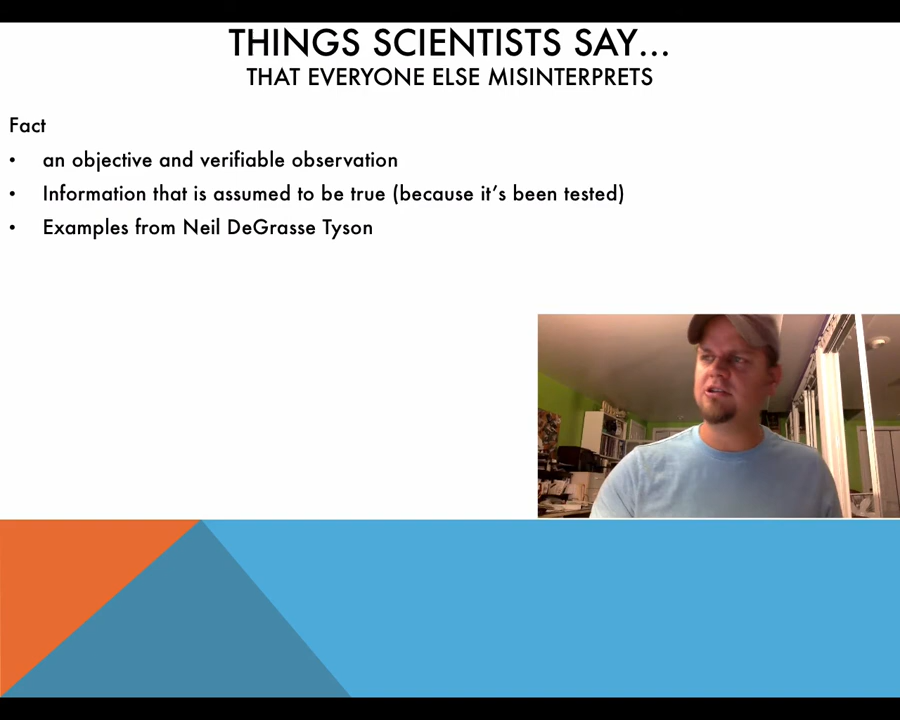 THINGS SCIENTISTS SAY...
THAT EVERYONE ELSE MISINTERPRETS
Fact
• an objective and verifiable observation
• Information that is assumed to be true (because it's been tested)
• Examples from Neil DeGrasse Tyson